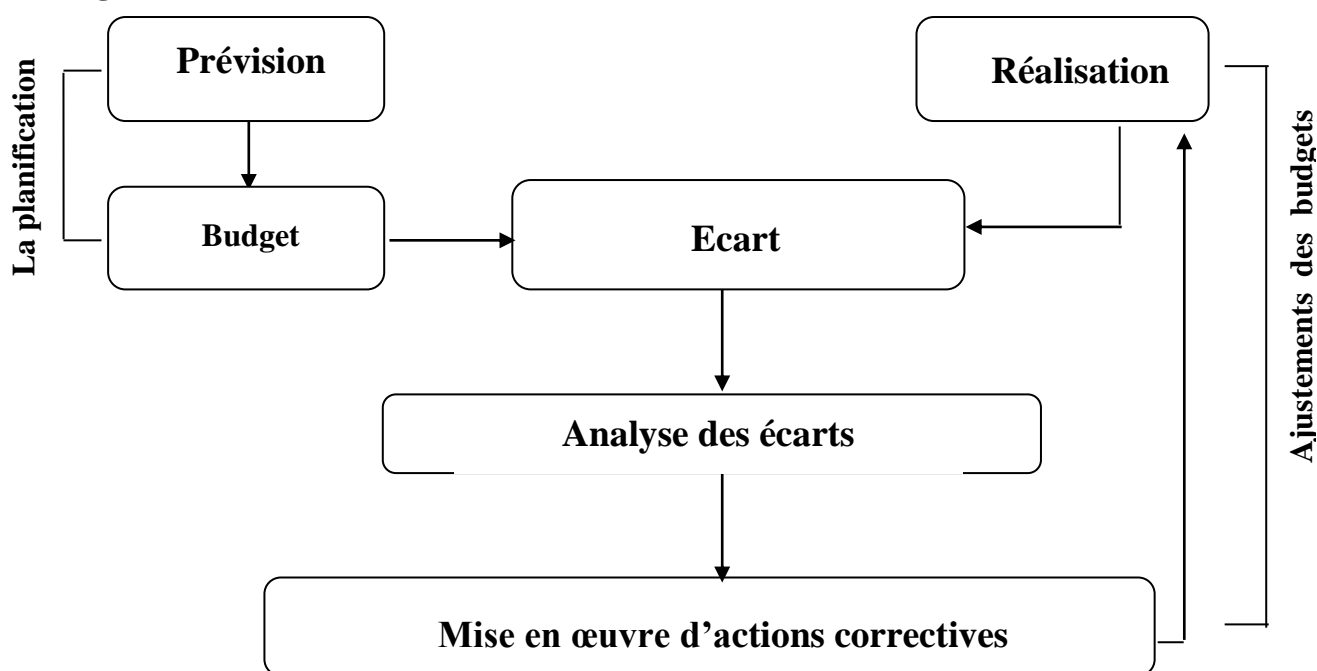 Prévision
Réalisation
La planification
Budget
Ecart
Ajustements des budgets
Analyse des écarts
Mise en œuvre d’actions correctives